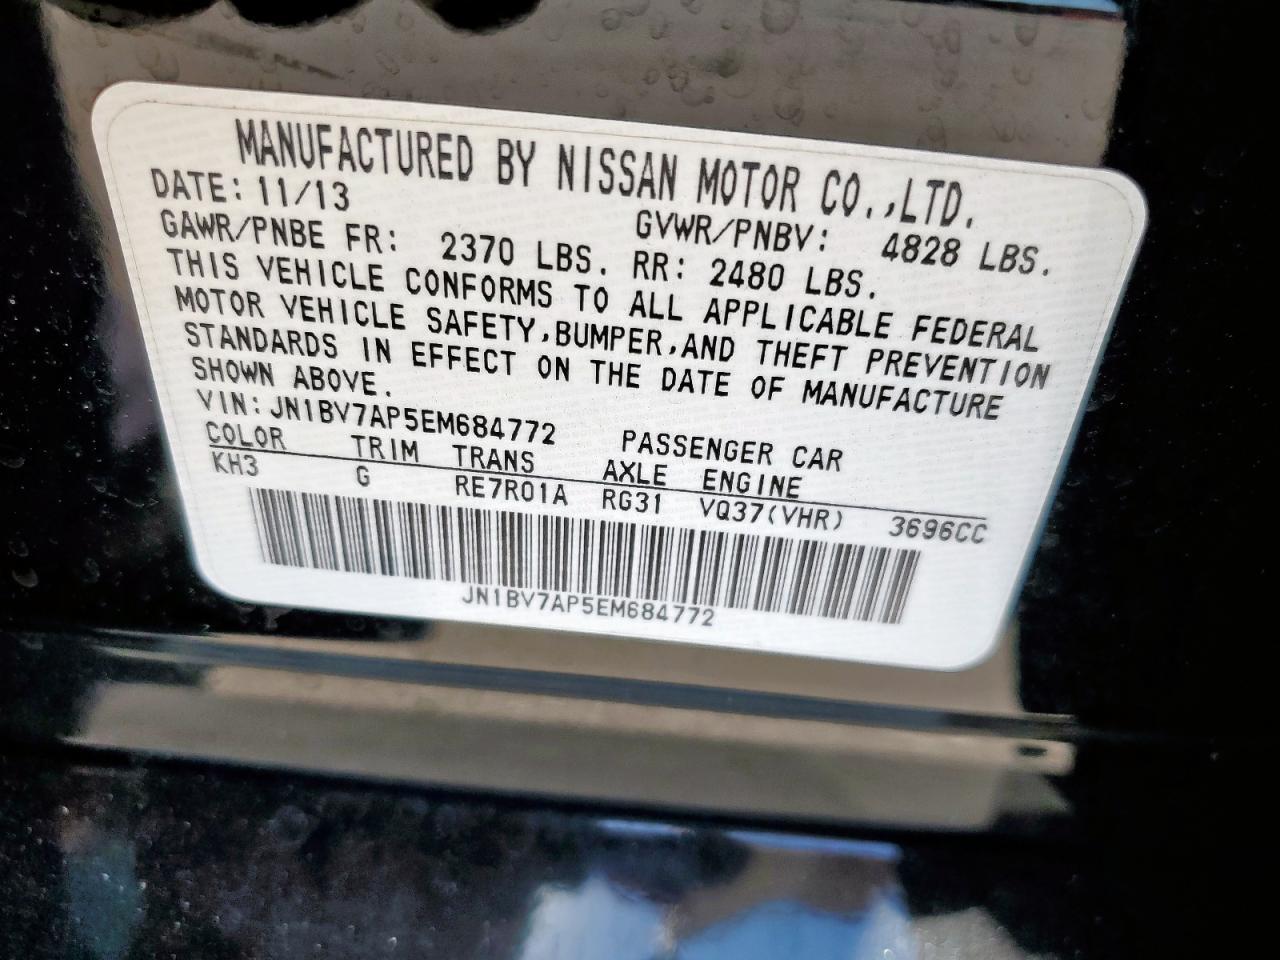 MANUFACTURED BY NISSAN MOTOR CO.,LTD.
DATE: 11/13 GVWR/PNBV: 4828 LBS.
GAWR/PNBE FR: 2370 LBS. RR: 2480 LBS.
THIS VEHICLE CONFORMS TO ALL APPLICABLE FEDERAL
MOTOR VEHICLE SAFETY,BUMPER,AND THEFT PREVENTION
STANDARDS IN EFFECT ON THE DATE OF MANUFACTURE
SHOWN ABOVE.
VIN: JN1BV7AP5EM684772 PASSENGER CAR
COLOR TRIM TRANS AXLE ENGINE
KH3 G RE7R01A RG31 VQ37(VHR) 3696CC
JN1BV7AP5EM684772